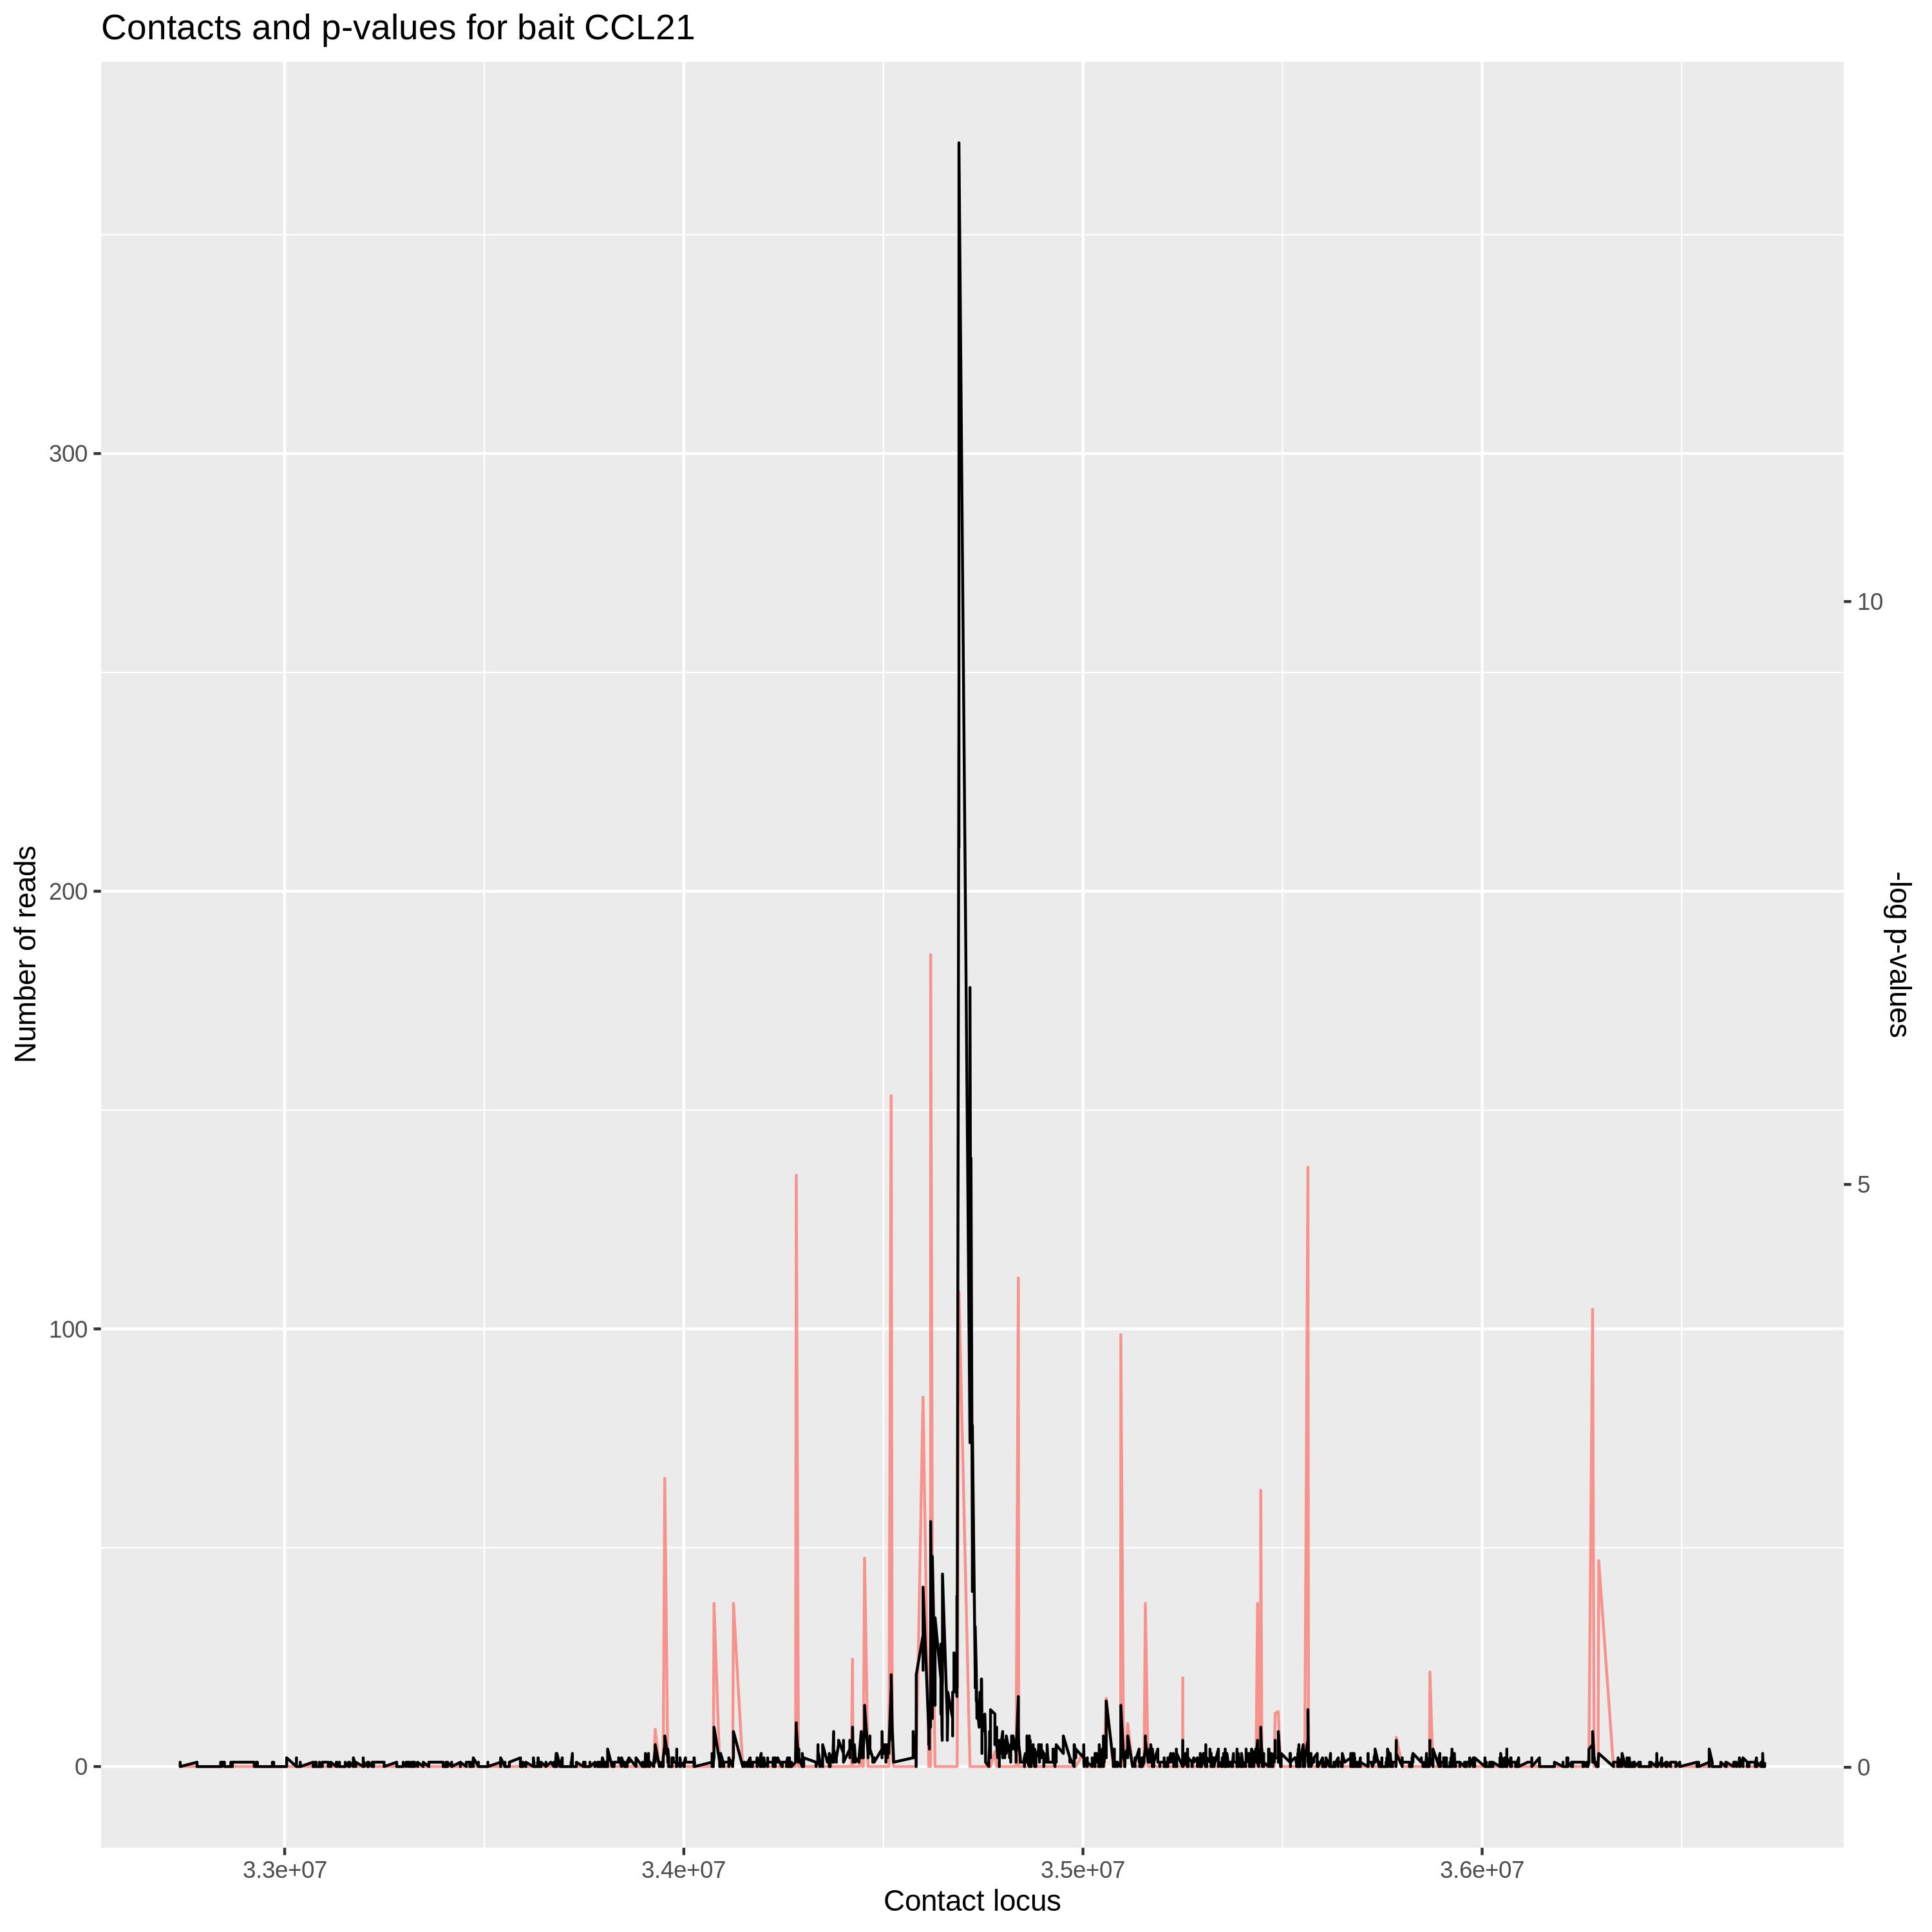 Contacts and p-values for bait CCL21
Number of reads
300
200
100
0
10
5
0
-log p-values
3.3e+07 3.4e+07 3.5e+07 3.6e+07
Contact locus